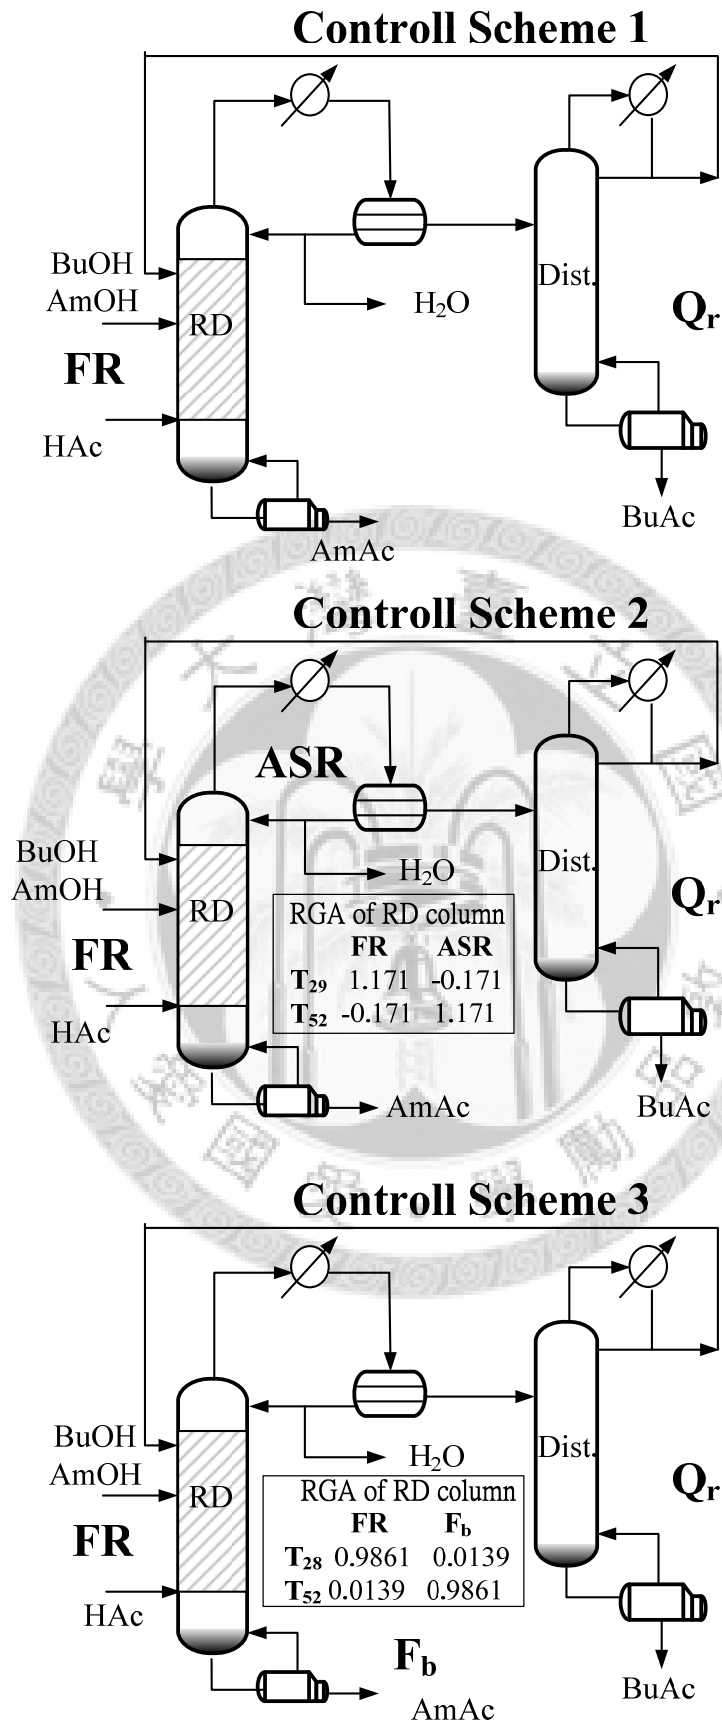 Controll Scheme 1
BuOH
AmOH
RD
FR
HAc
H₂O
Dist.
Qᵣ
AmAc
BuAc
Controll Scheme 2
ASR
BuOH
AmOH
RD
FR
HAc
H₂O
Dist.
Qᵣ
RGA of RD column
FR ASR
T₂₉ 1.171 -0.171
T₅₂ -0.171 1.171
AmAc
BuAc
Controll Scheme 3
BuOH
AmOH
RD
FR
HAc
H₂O
Dist.
Qᵣ
RGA of RD column
FR F_b
T₂₈ 0.9861 0.0139
T₅₂ 0.0139 0.9861
F_b
AmAc
BuAc